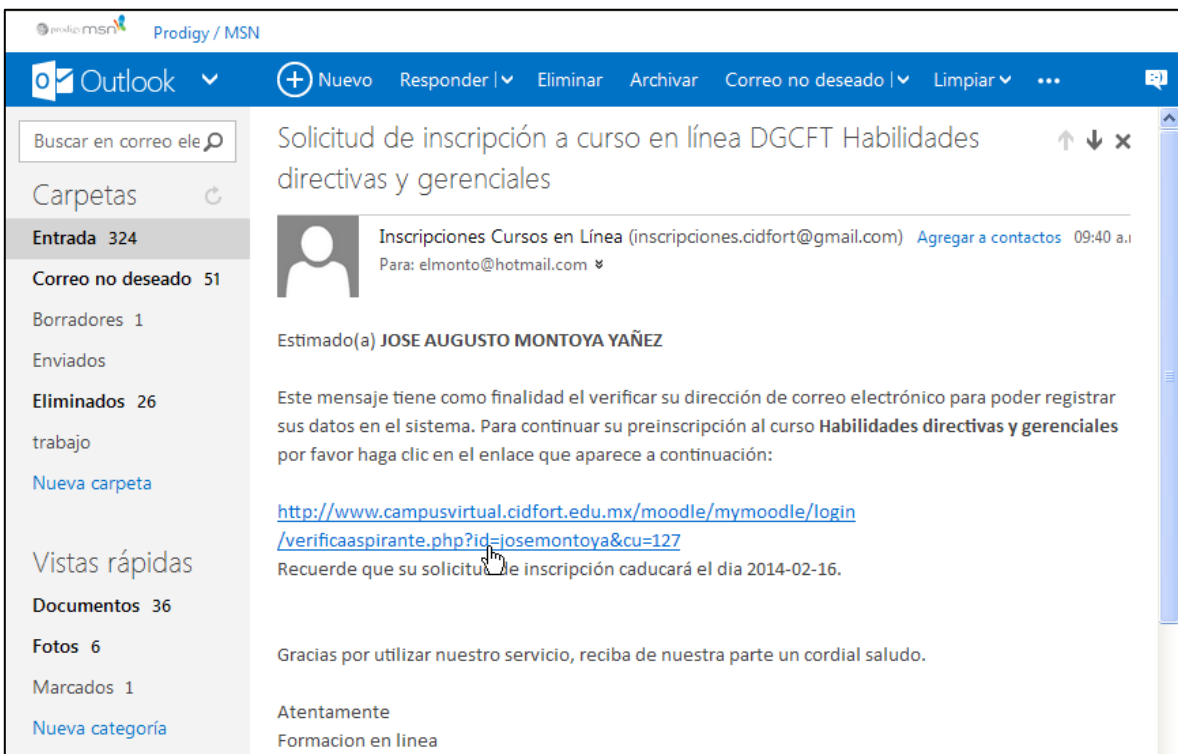 prodigy msn Prodigy / MSN
Outlook Nuevo Responder | Eliminar Archivar Correo no deseado | Limpiar ...
Buscar en correo ele
Carpetas
Entrada 324
Correo no deseado 51
Borradores 1
Enviados
Eliminados 26
trabajo
Nueva carpeta
Vistas rápidas
Documentos 36
Fotos 6
Marcados 1
Nueva categoría
Solicitud de inscripción a curso en línea DGCFT Habilidades
directivas y gerenciales
Inscripciones Cursos en Línea (inscripciones.cidfort@gmail.com) Agregar a contactos 09:40 a.
Para: elmonto@hotmail.com
Estimado(a) JOSE AUGUSTO MONTOYA YAÑEZ
Este mensaje tiene como finalidad el verificar su dirección de correo electrónico para poder registrar
sus datos en el sistema. Para continuar su preinscripción al curso Habilidades directivas y gerenciales
por favor haga clic en el enlace que aparece a continuación:
http://www.campusvirtual.cidfort.edu.mx/moodle/mymoodle/login
/verificaaspirante.php?id=josemontoya&cu=127
Recuerde que su solicitud de inscripción caducará el dia 2014-02-16.
Gracias por utilizar nuestro servicio, reciba de nuestra parte un cordial saludo.
Atentamente
Formacion en linea